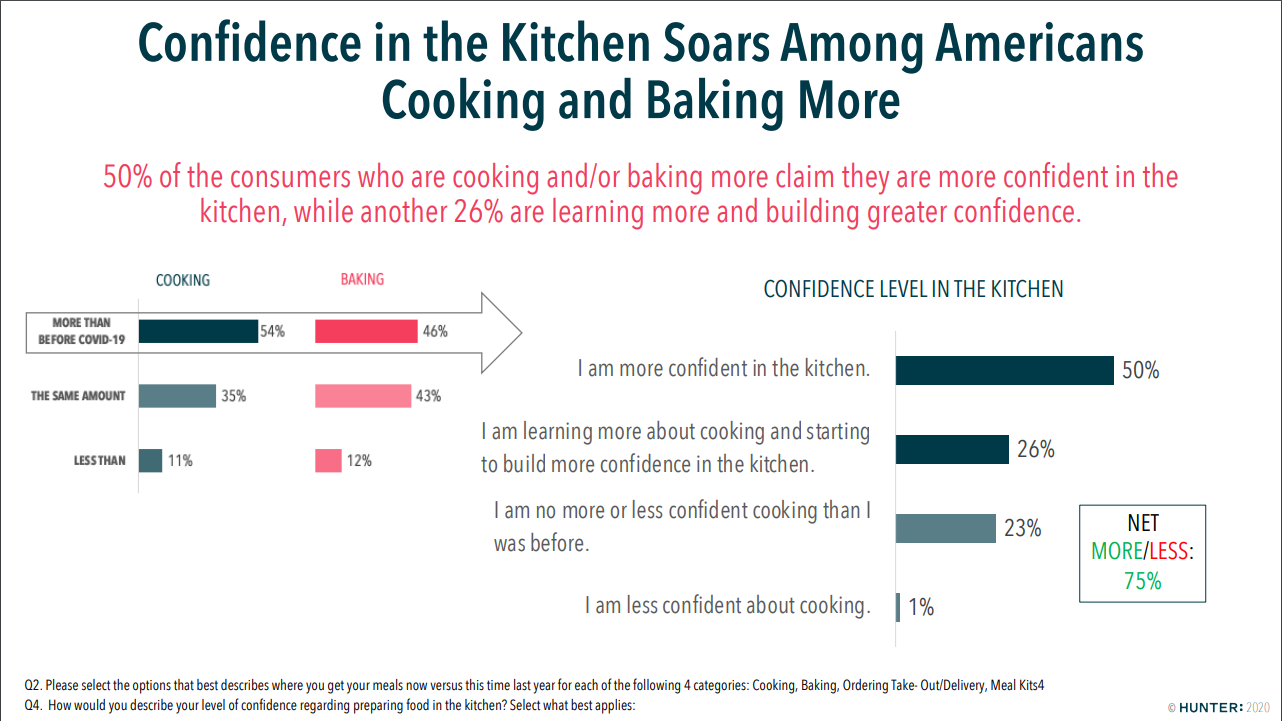 Confidence in the Kitchen Soars Among Americans
Cooking and Baking More
50% of the consumers who are cooking and/or baking more claim they are more confident in the
kitchen, while another 26% are learning more and building greater confidence.
COOKING
BAKING
MORE THAN
BEFORE COVID-19
54%
46%
THE SAME AMOUNT
35%
43%
LESS THAN
11%
12%
CONFIDENCE LEVEL IN THE KITCHEN
I am more confident in the kitchen.
50%
I am learning more about cooking and starting
to build more confidence in the kitchen.
26%
I am no more or less confident cooking than I
was before.
23%
I am less confident about cooking.
1%
NET
MORE/LESS:
75%
Q2. Please select the options that best describes where you get your meals now versus this time last year for each of the following 4 categories: Cooking, Baking, Ordering Take- Out/Delivery, Meal Kits4
Q4. How would you describe your level of confidence regarding preparing food in the kitchen? Select what best applies:
© HUNTER: 2020